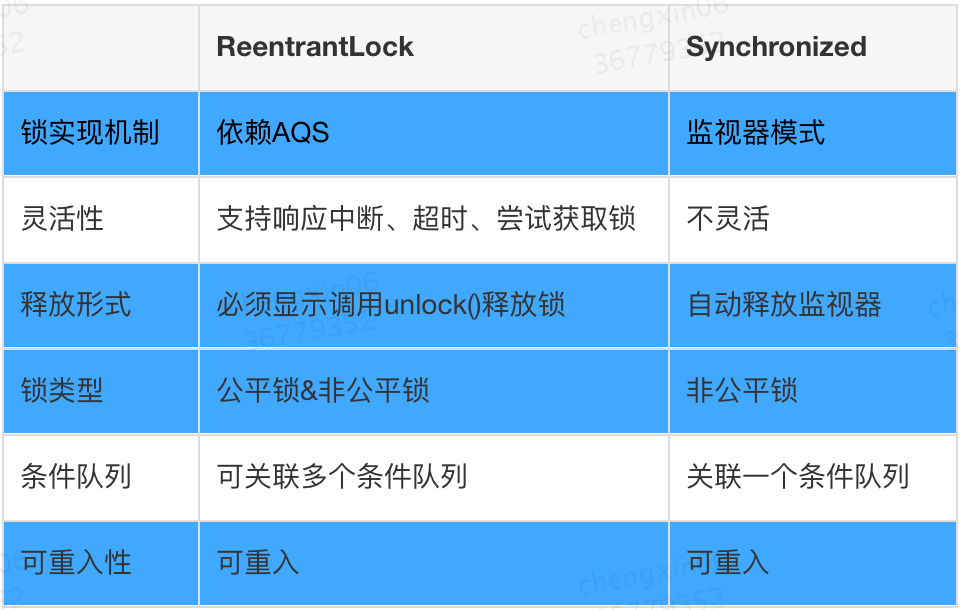 ReentrantLock Synchronized
锁实现机制 依赖AQS 监视器模式
灵活性 支持响应中断、超时、尝试获取锁 不灵活
释放形式 必须显示调用unlock()释放锁 自动释放监视器
锁类型 公平锁&非公平锁 非公平锁
条件队列 可关联多个条件队列 关联一个条件队列
可重入性 可重入 可重入
chengxin06
36779352